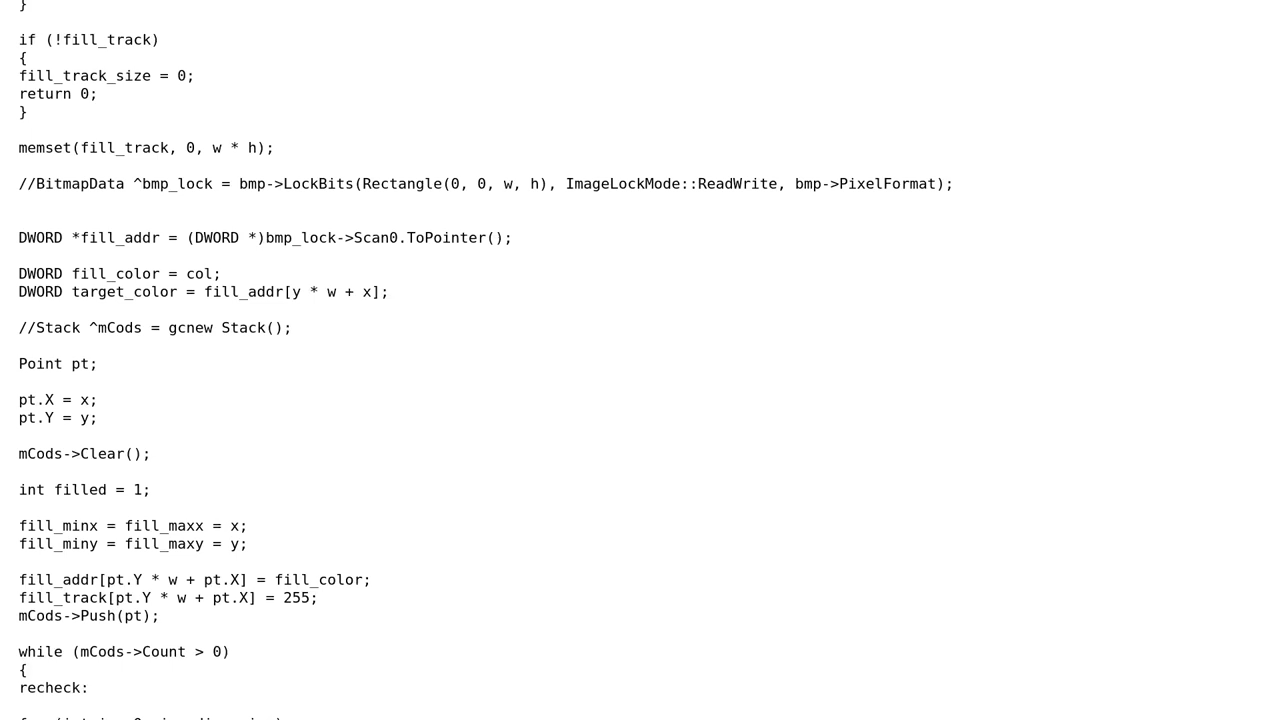 }
if (!fill_track)
{
fill_track_size = 0;
return 0;
}
memset(fill_track, 0, w * h);
//BitmapData ^bmp_lock = bmp->LockBits(Rectangle(0, 0, w, h), ImageLockMode::ReadWrite, bmp->PixelFormat);
DWORD *fill_addr = (DWORD *)bmp_lock->Scan0.ToPointer();
DWORD fill_color = col;
DWORD target_color = fill_addr[y * w + x];
//Stack ^mCods = gcnew Stack();
Point pt;
pt.X = x;
pt.Y = y;
mCods->Clear();
int filled = 1;
fill_minx = fill_maxx = x;
fill_miny = fill_maxy = y;
fill_addr[pt.Y * w + pt.X] = fill_color;
fill_track[pt.Y * w + pt.X] = 255;
mCods->Push(pt);
while (mCods->Count > 0)
{
recheck: